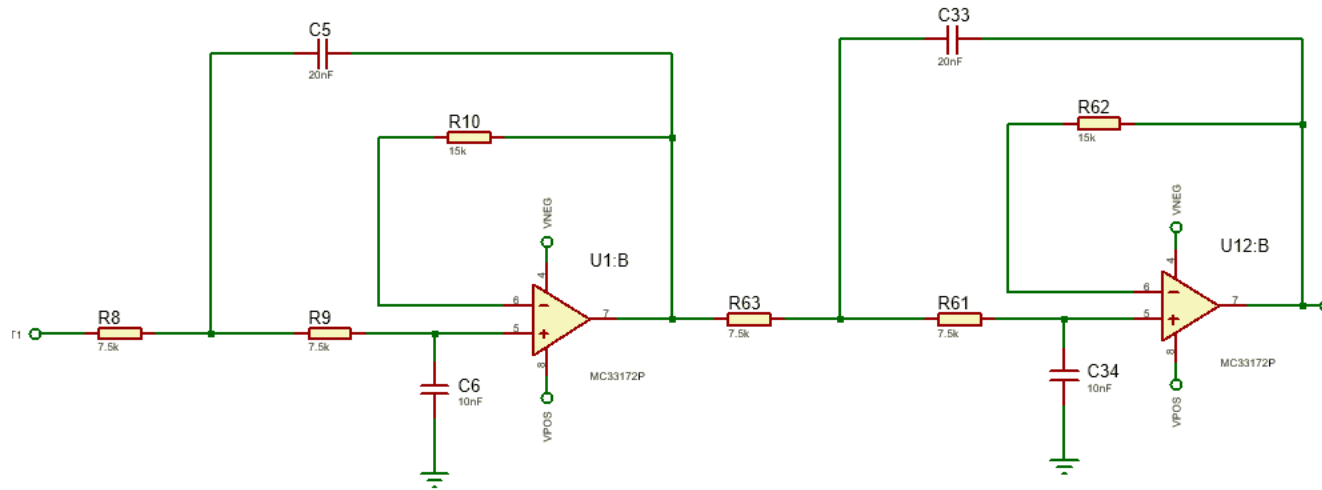 C5
20nF
C33
20nF
R10
15k
R62
15k
VNEG
4
U1:B
6
7
5
8
MC33172P
VPOS
VNEG
4
U12:B
6
7
5
8
MC33172P
VPOS
R8
7.5k
R9
7.5k
C6
10nF
R63
7.5k
R61
7.5k
C34
10nF